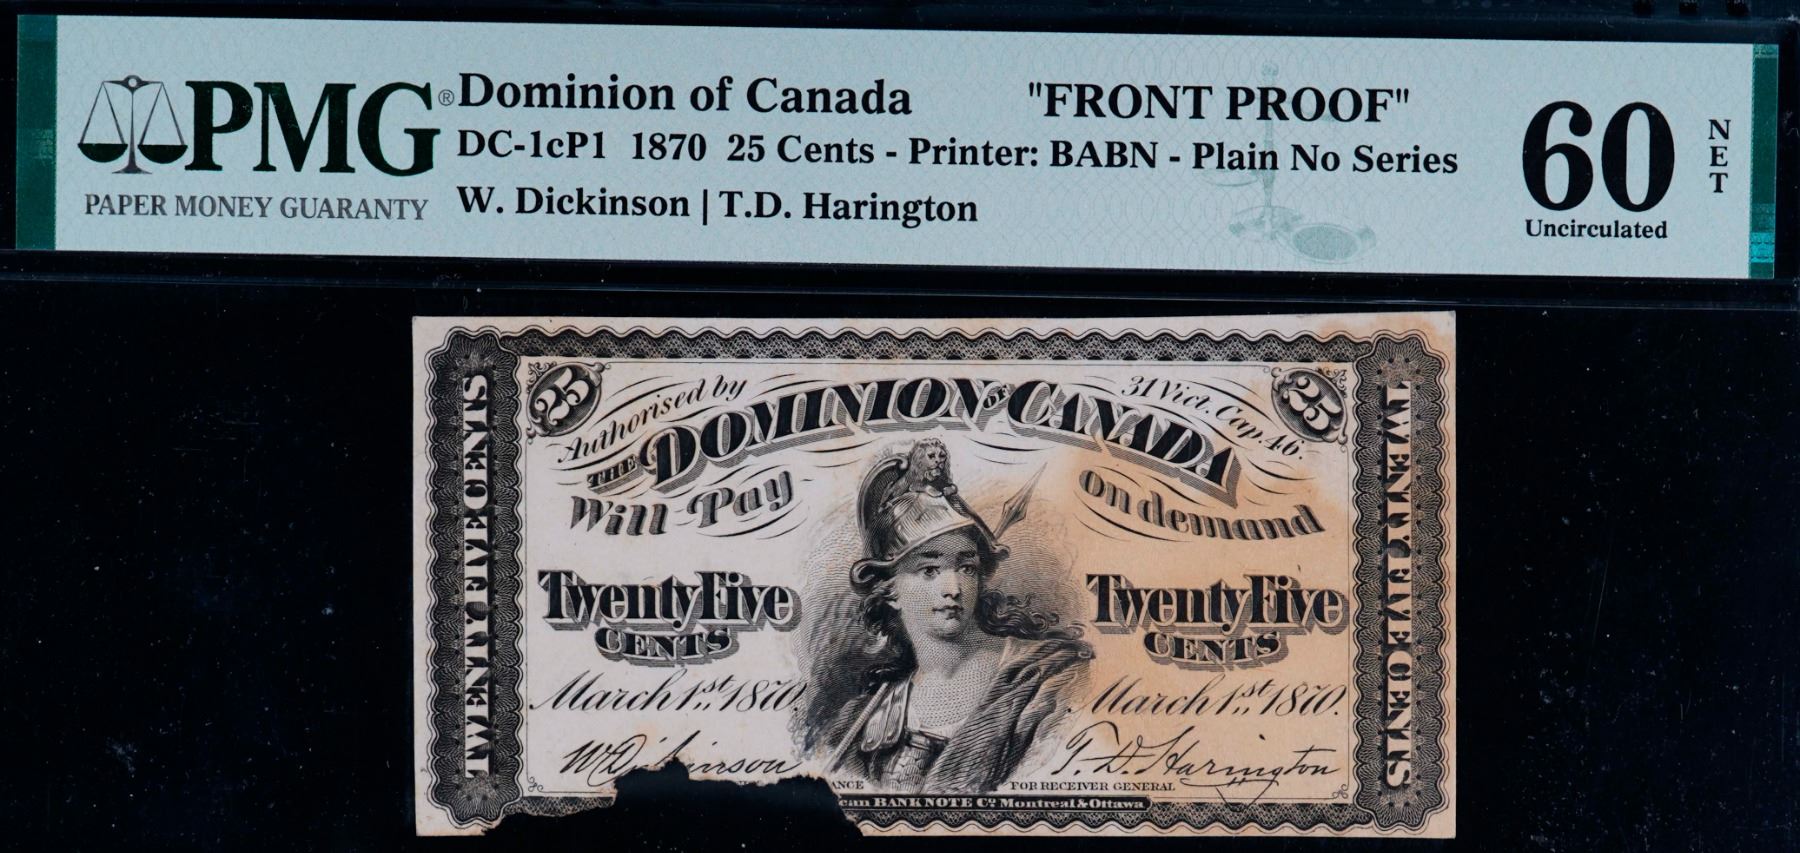 PMG®
PAPER MONEY GUARANTY
Dominion of Canada "FRONT PROOF"
DC-1cP1 1870 25 Cents - Printer: BABN - Plain No Series
W. Dickinson | T.D. Harington
60
Uncirculated
NET
25
25
Authorised by
31 Vict. Cap. 46.
THE DOMINION OF CANADA
Will Pay on demand
Twenty Five
CENTS
Twenty Five
CENTS
March 1st, 1870.
March 1st, 1870.
W Dickinson
T. D. Harington
ANCE
FOR RECEIVER GENERAL
can BANK NOTE Co Montreal & Ottawa
TWENTY FIVE CENTS
TWENTY FIVE CENTS